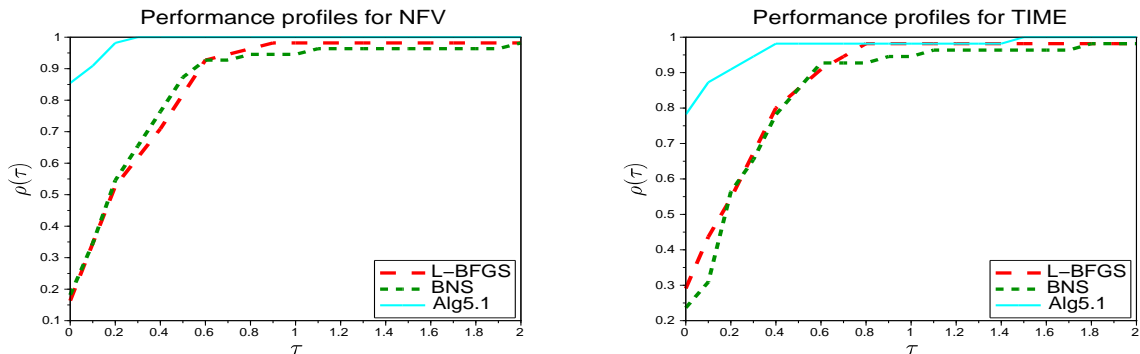 Performance profiles for NFV
1
0.9
0.8
0.7
0.6
0.5
0.4
0.3
0.2
0.1
ρ(τ)
0 0.2 0.4 0.6 0.8 1 1.2 1.4 1.6 1.8 2
τ
L−BFGS
BNS
Alg5.1
Performance profiles for TIME
1
0.9
0.8
0.7
0.6
0.5
0.4
0.3
0.2
ρ(τ)
0 0.2 0.4 0.6 0.8 1 1.2 1.4 1.6 1.8 2
τ
L−BFGS
BNS
Alg5.1